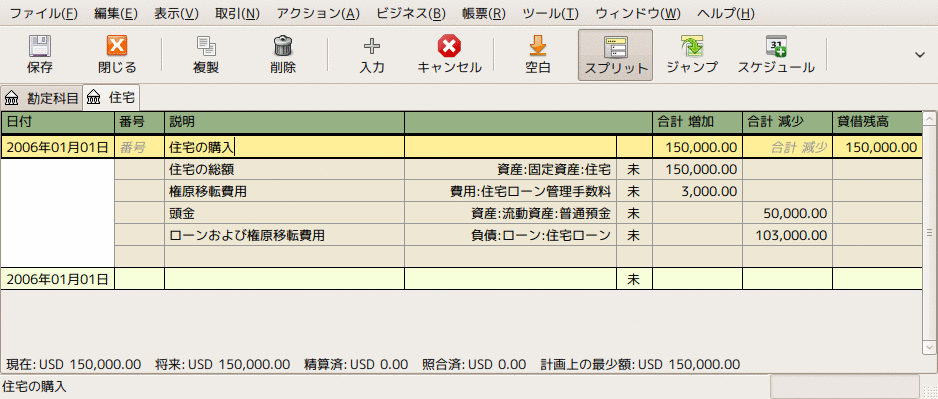 ファイル(F) 編集(E) 表示(V) 取引(N) アクション(A) ビジネス(B) 帳票(R) ツール(T) ウィンドウ(W) ヘルプ(H)
保存 閉じる 複製 削除 入力 キャンセル 空白 スプリット ジャンプ スケジュール
勘定科目 住宅
日付 番号 説明 合計 増加 合計 減少 貸借残高
2006年01月01日 番号 住宅の購入 150,000.00 合計 減少 150,000.00
住宅の総額 資産:固定資産:住宅 未 150,000.00
権原移転費用 費用:住宅ローン管理手数料 未 3,000.00
頭金 資産:流動資産:普通預金 未 50,000.00
ローンおよび権原移転費用 負債:ローン:住宅ローン 未 103,000.00
2006年01月01日 未
現在: USD 150,000.00 将来: USD 150,000.00 精算済: USD 0.00 照合済: USD 0.00 計画上の最少額: USD 150,000.00
住宅の購入